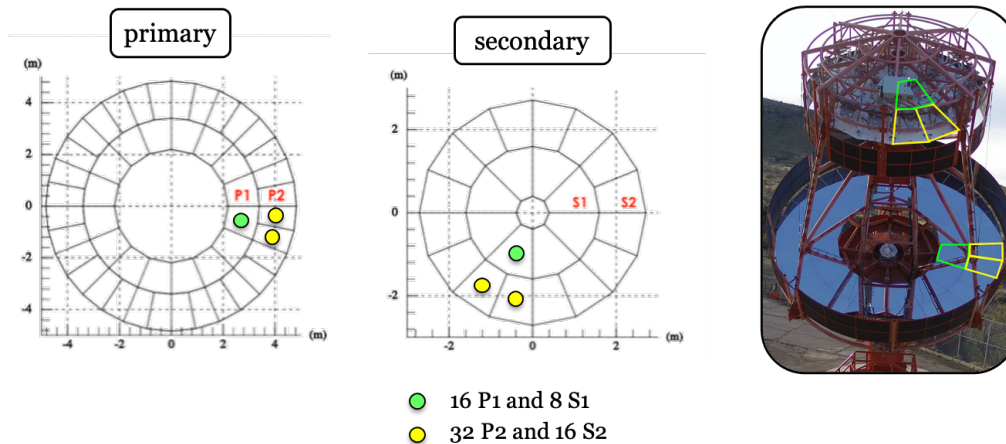 primary
secondary
(m)
4
2
0
-2
-4
P1 P2
-4 -2 0 2 4 (m)
(m)
2
0
-2
S1 S2
-2 0 2 (m)
16 P1 and 8 S1
32 P2 and 16 S2